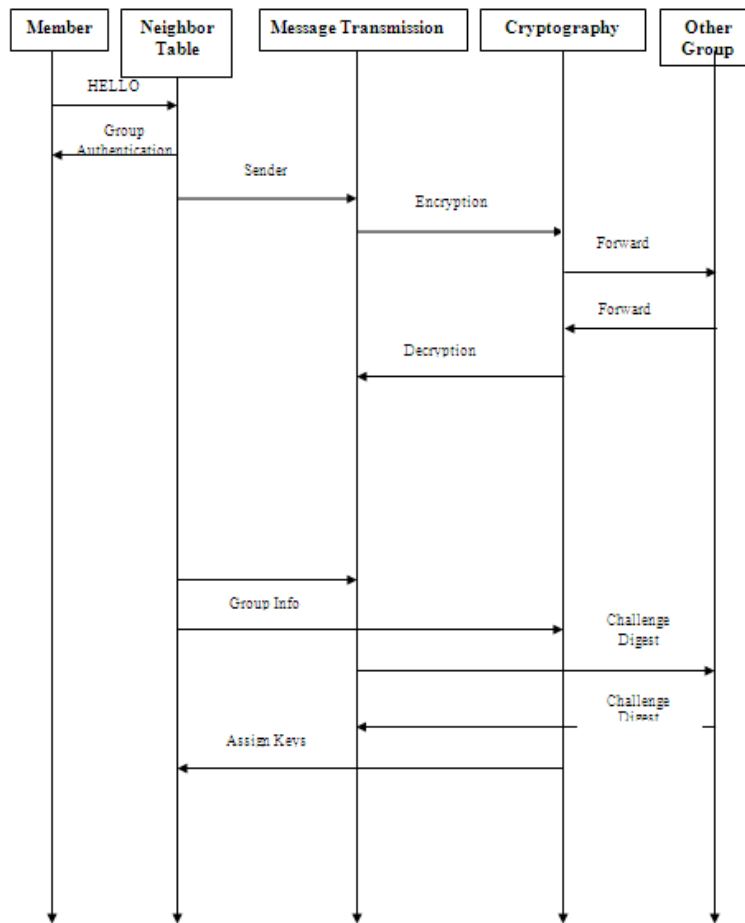 Member
Neighbor
Table
Message Transmission
Cryptography
Other
Group
HELLO
Group
Authentication
Sender
Encryption
Forward
Forward
Decryption
Group Info
Challenge
Digest
Challenge
Digest
Assign Keys